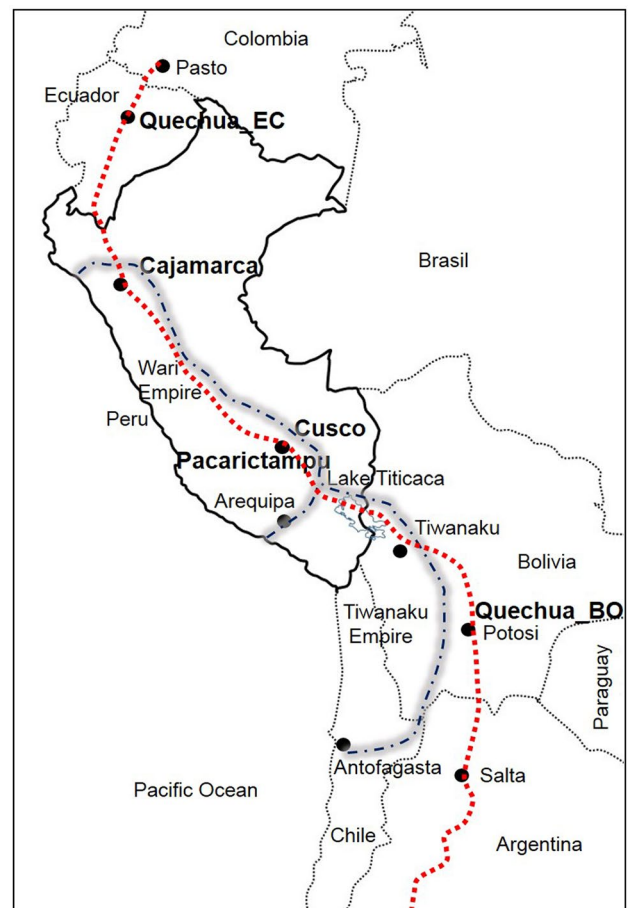 Colombia
Pasto
Ecuador
Quechua_EC
Cajamarca
Brasil
Wari
Empire
Peru
Cusco
Pacarictampu
Lake Titicaca
Arequipa
Tiwanaku
Bolivia
Tiwanaku
Empire
Quechua_BO
Potosi
Paraguay
Antofagasta
Salta
Pacific Ocean
Chile
Argentina